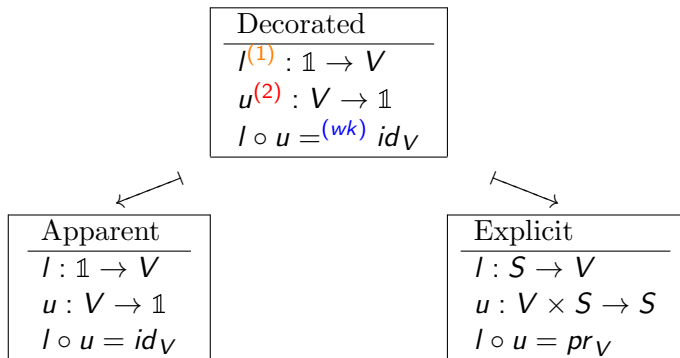 Decorated
l⁽¹⁾ : 𝟙 → V
u⁽²⁾ : V → 𝟙
l ∘ u =⁽ʷᵏ⁾ id_V
Apparent
l : 𝟙 → V
u : V → 𝟙
l ∘ u = id_V
Explicit
l : S → V
u : V × S → S
l ∘ u = pr_V